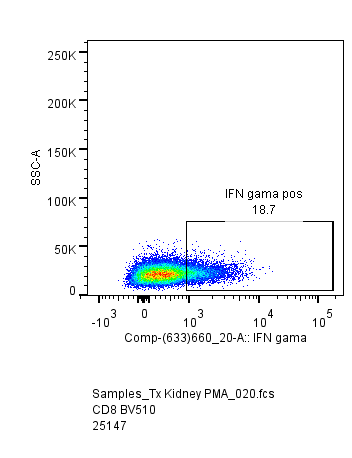 250K
200K
150K
100K
50K
0
SSC-A
IFN gama pos
18.7
-10^3 0 10^3 10^4 10^5
Comp-(633)660_20-A:: IFN gama
Samples_Tx Kidney PMA_020.fcs
CD8 BV510
25147